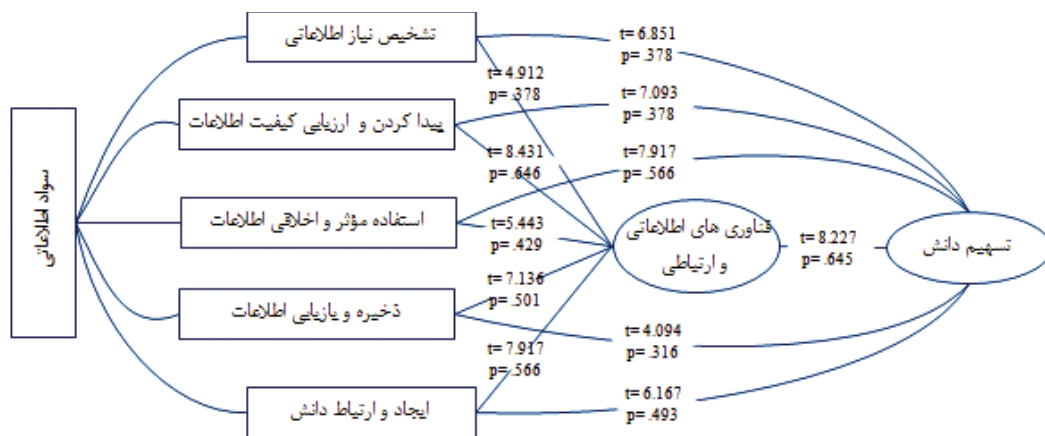 تشخیص نیاز اطلاعاتی
t= 6.851
p= .378
t= 4.912
p= .378
پیدا کردن و ارزیابی کیفیت اطلاعات
t= 7.093
p= .378
t= 8.431
p= .646
t=7.917
p= .566
سواد اطلاعاتی
استفاده مؤثر و اخلاقی اطلاعات
t=5.443
p= .429
فناوری های اطلاعاتی
و ارتباطی
t= 8.227
p= .645
تسهیم دانش
ذخیره و بازیابی اطلاعات
t= 7.136
p= .501
t= 4.094
p= .316
t= 7.917
p= .566
ایجاد و ارتباط دانش
t= 6.167
p= .493